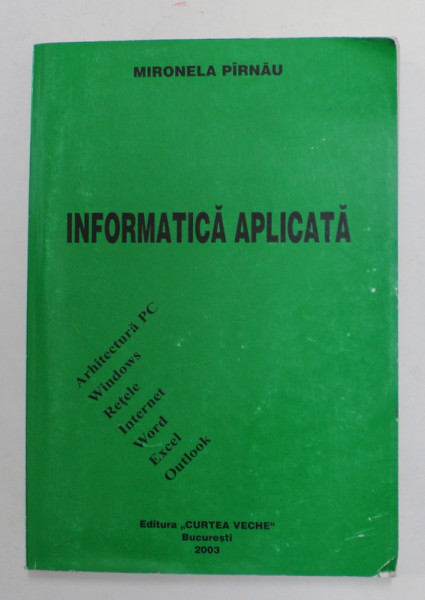 MIRONELA PÎRNĂU
INFORMATICĂ APLICATĂ
Arhitectură PC
Windows
Reţele
Internet
Word
Excel
Outlook
Editura „CURTEA VECHE”
Bucureşti
2003